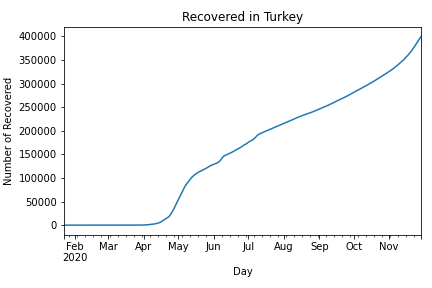 Recovered in Turkey
Number of Recovered
400000
350000
300000
250000
200000
150000
100000
50000
0
Feb Mar Apr May Jun Jul Aug Sep Oct Nov
2020
Day